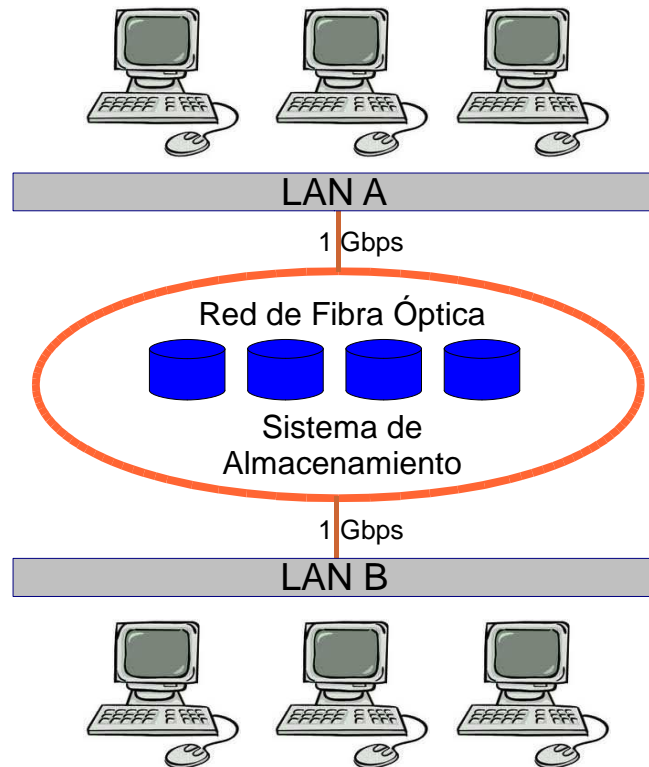 LAN A
1 Gbps
Red de Fibra Óptica
Sistema de
Almacenamiento
1 Gbps
LAN B